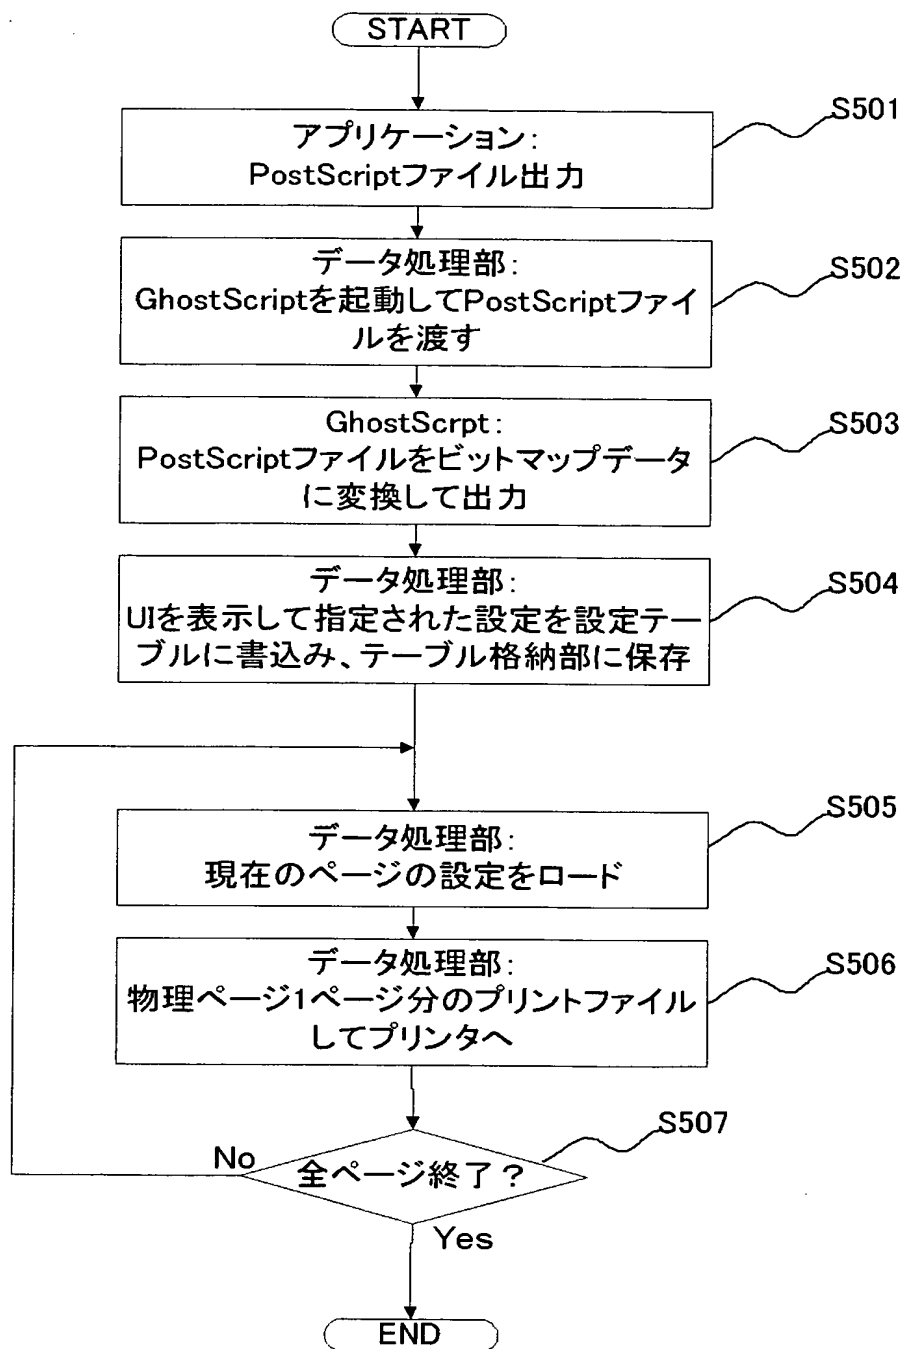 START
アプリケーション:
PostScriptファイル出力
S501
データ処理部:
GhostScriptを起動してPostScriptファイ
ルを渡す
S502
GhostScrpt:
PostScriptファイルをビットマップデータ
に変換して出力
S503
データ処理部:
UIを表示して指定された設定を設定テー
ブルに書込み、テーブル格納部に保存
S504
データ処理部:
現在のページの設定をロード
S505
データ処理部:
物理ページ1ページ分のプリントファイル
してプリンタへ
S506
全ページ終了?
S507
No
Yes
END